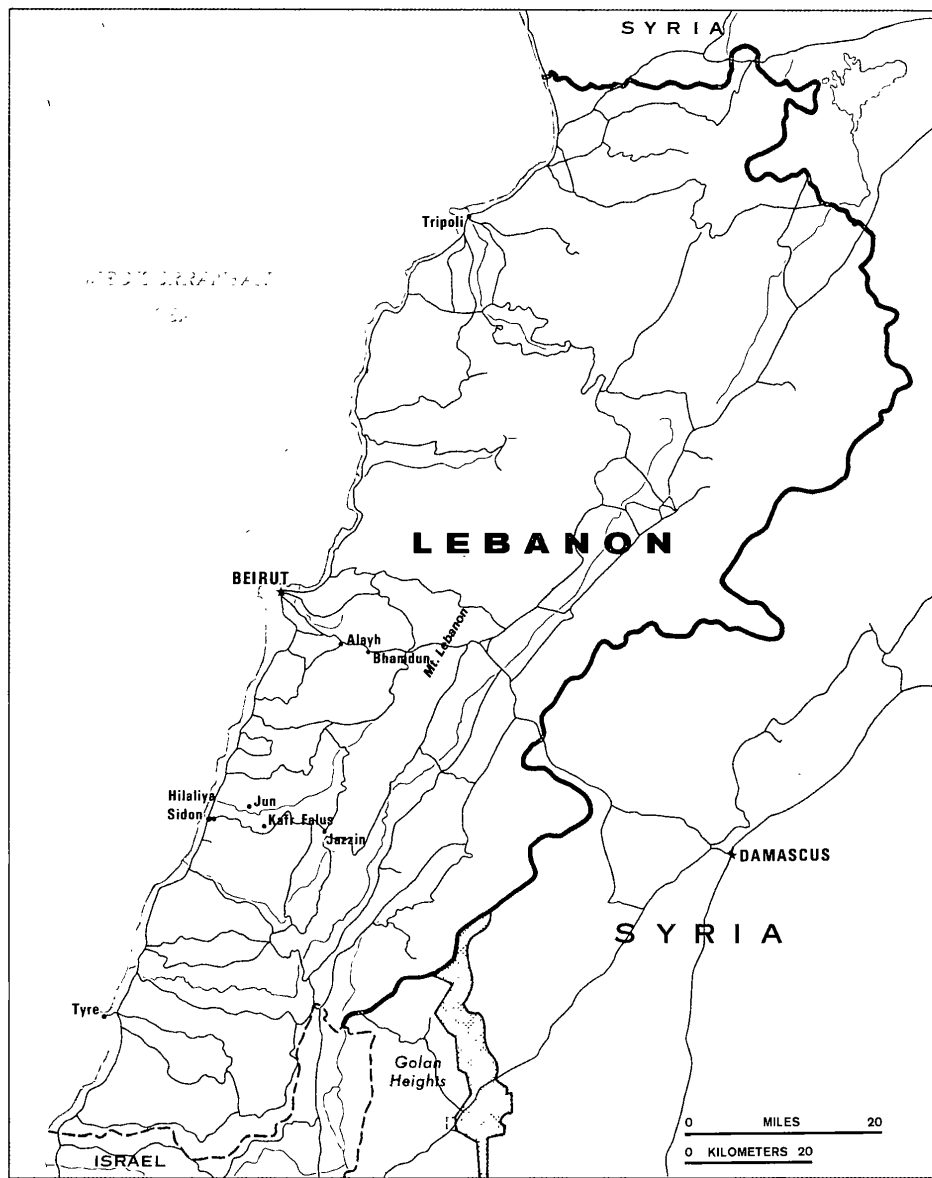 SYRIA
Tripoli
LEBANON
BEIRUT
Alayh
Bhamdun
Mt. Lebanon
Hilaliya
Jun
Sidon
Kafr Falus
Jazzin
DAMASCUS
SYRIA
Tyre
Golan
Heights
0 MILES 20
0 KILOMETERS 20
ISRAEL